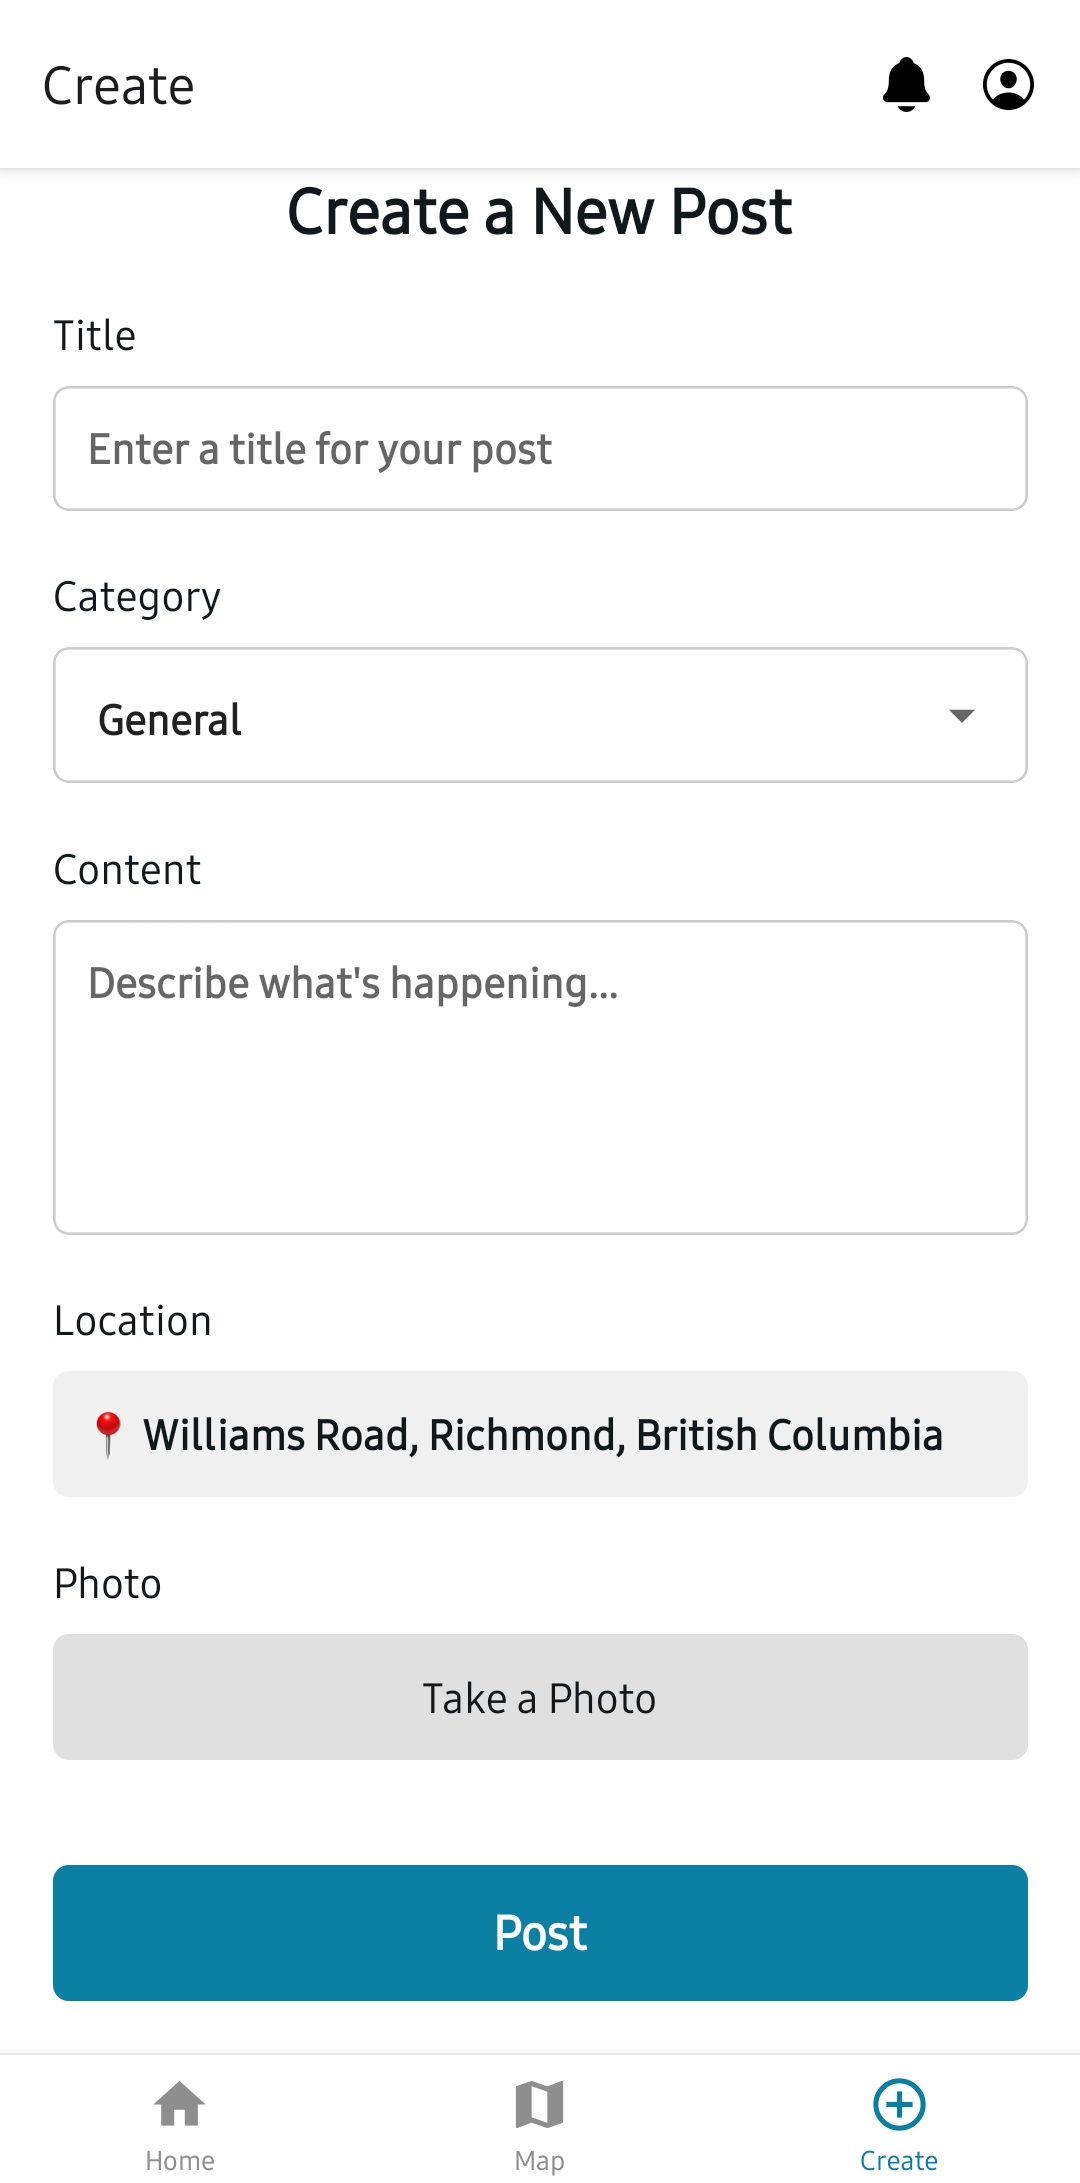 Create
Create a New Post
Title
Enter a title for your post
Category
General
Content
Describe what's happening...
Location
📍 Williams Road, Richmond, British Columbia
Photo
Take a Photo
Post
Home
Map
Create